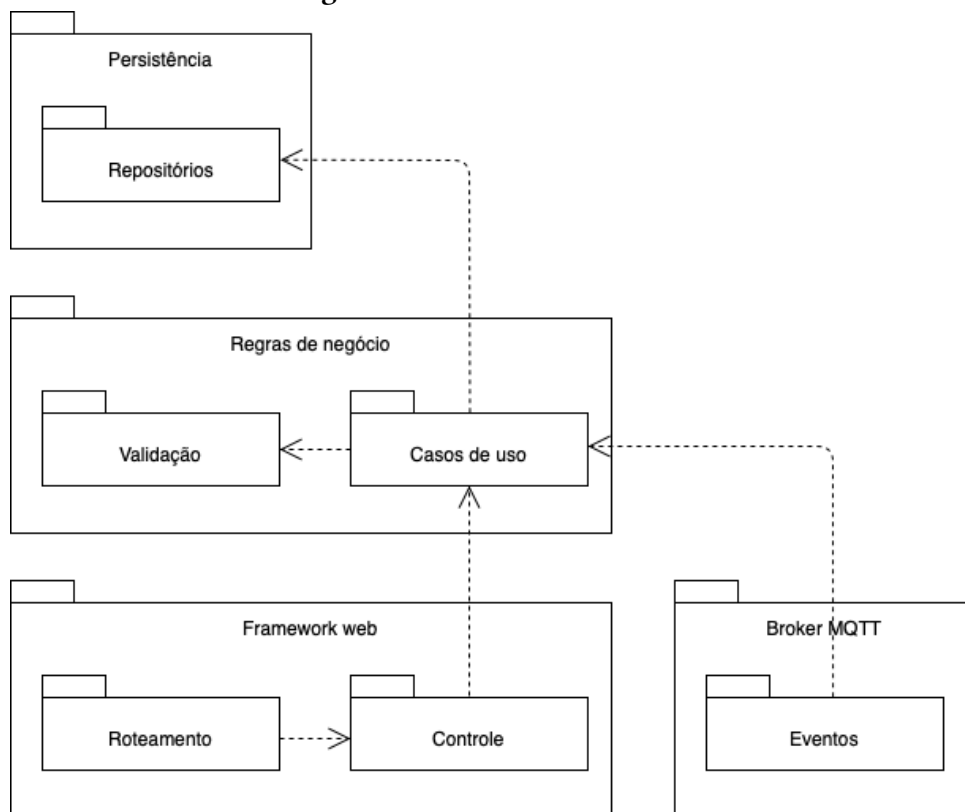 Persistência
Repositórios
Regras de negócio
Validação
Casos de uso
Framework web
Broker MQTT
Roteamento
Controle
Eventos